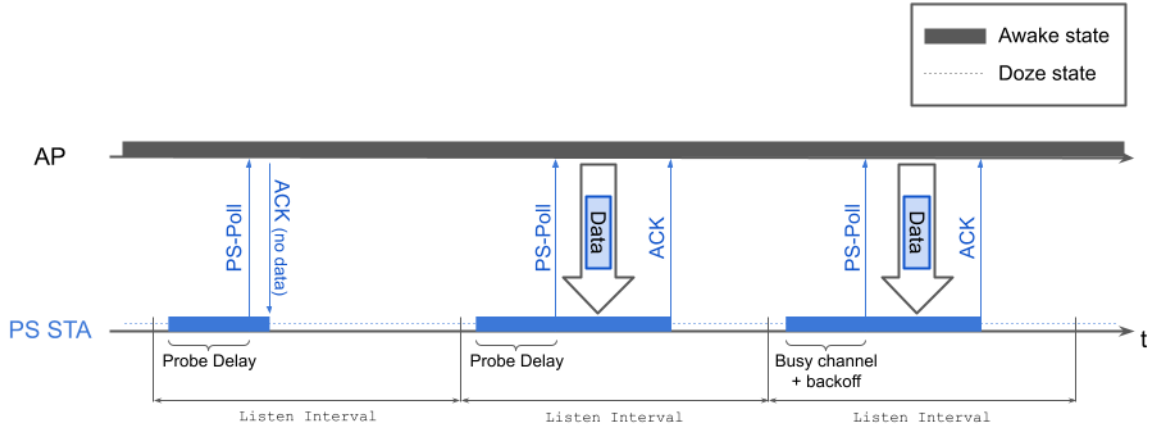 Awake state
Doze state
AP
PS-Poll
ACK (no data)
PS-Poll
Data
ACK
PS-Poll
Data
ACK
PS STA
t
Probe Delay
Probe Delay
Busy channel
+ backoff
Listen Interval
Listen Interval
Listen Interval